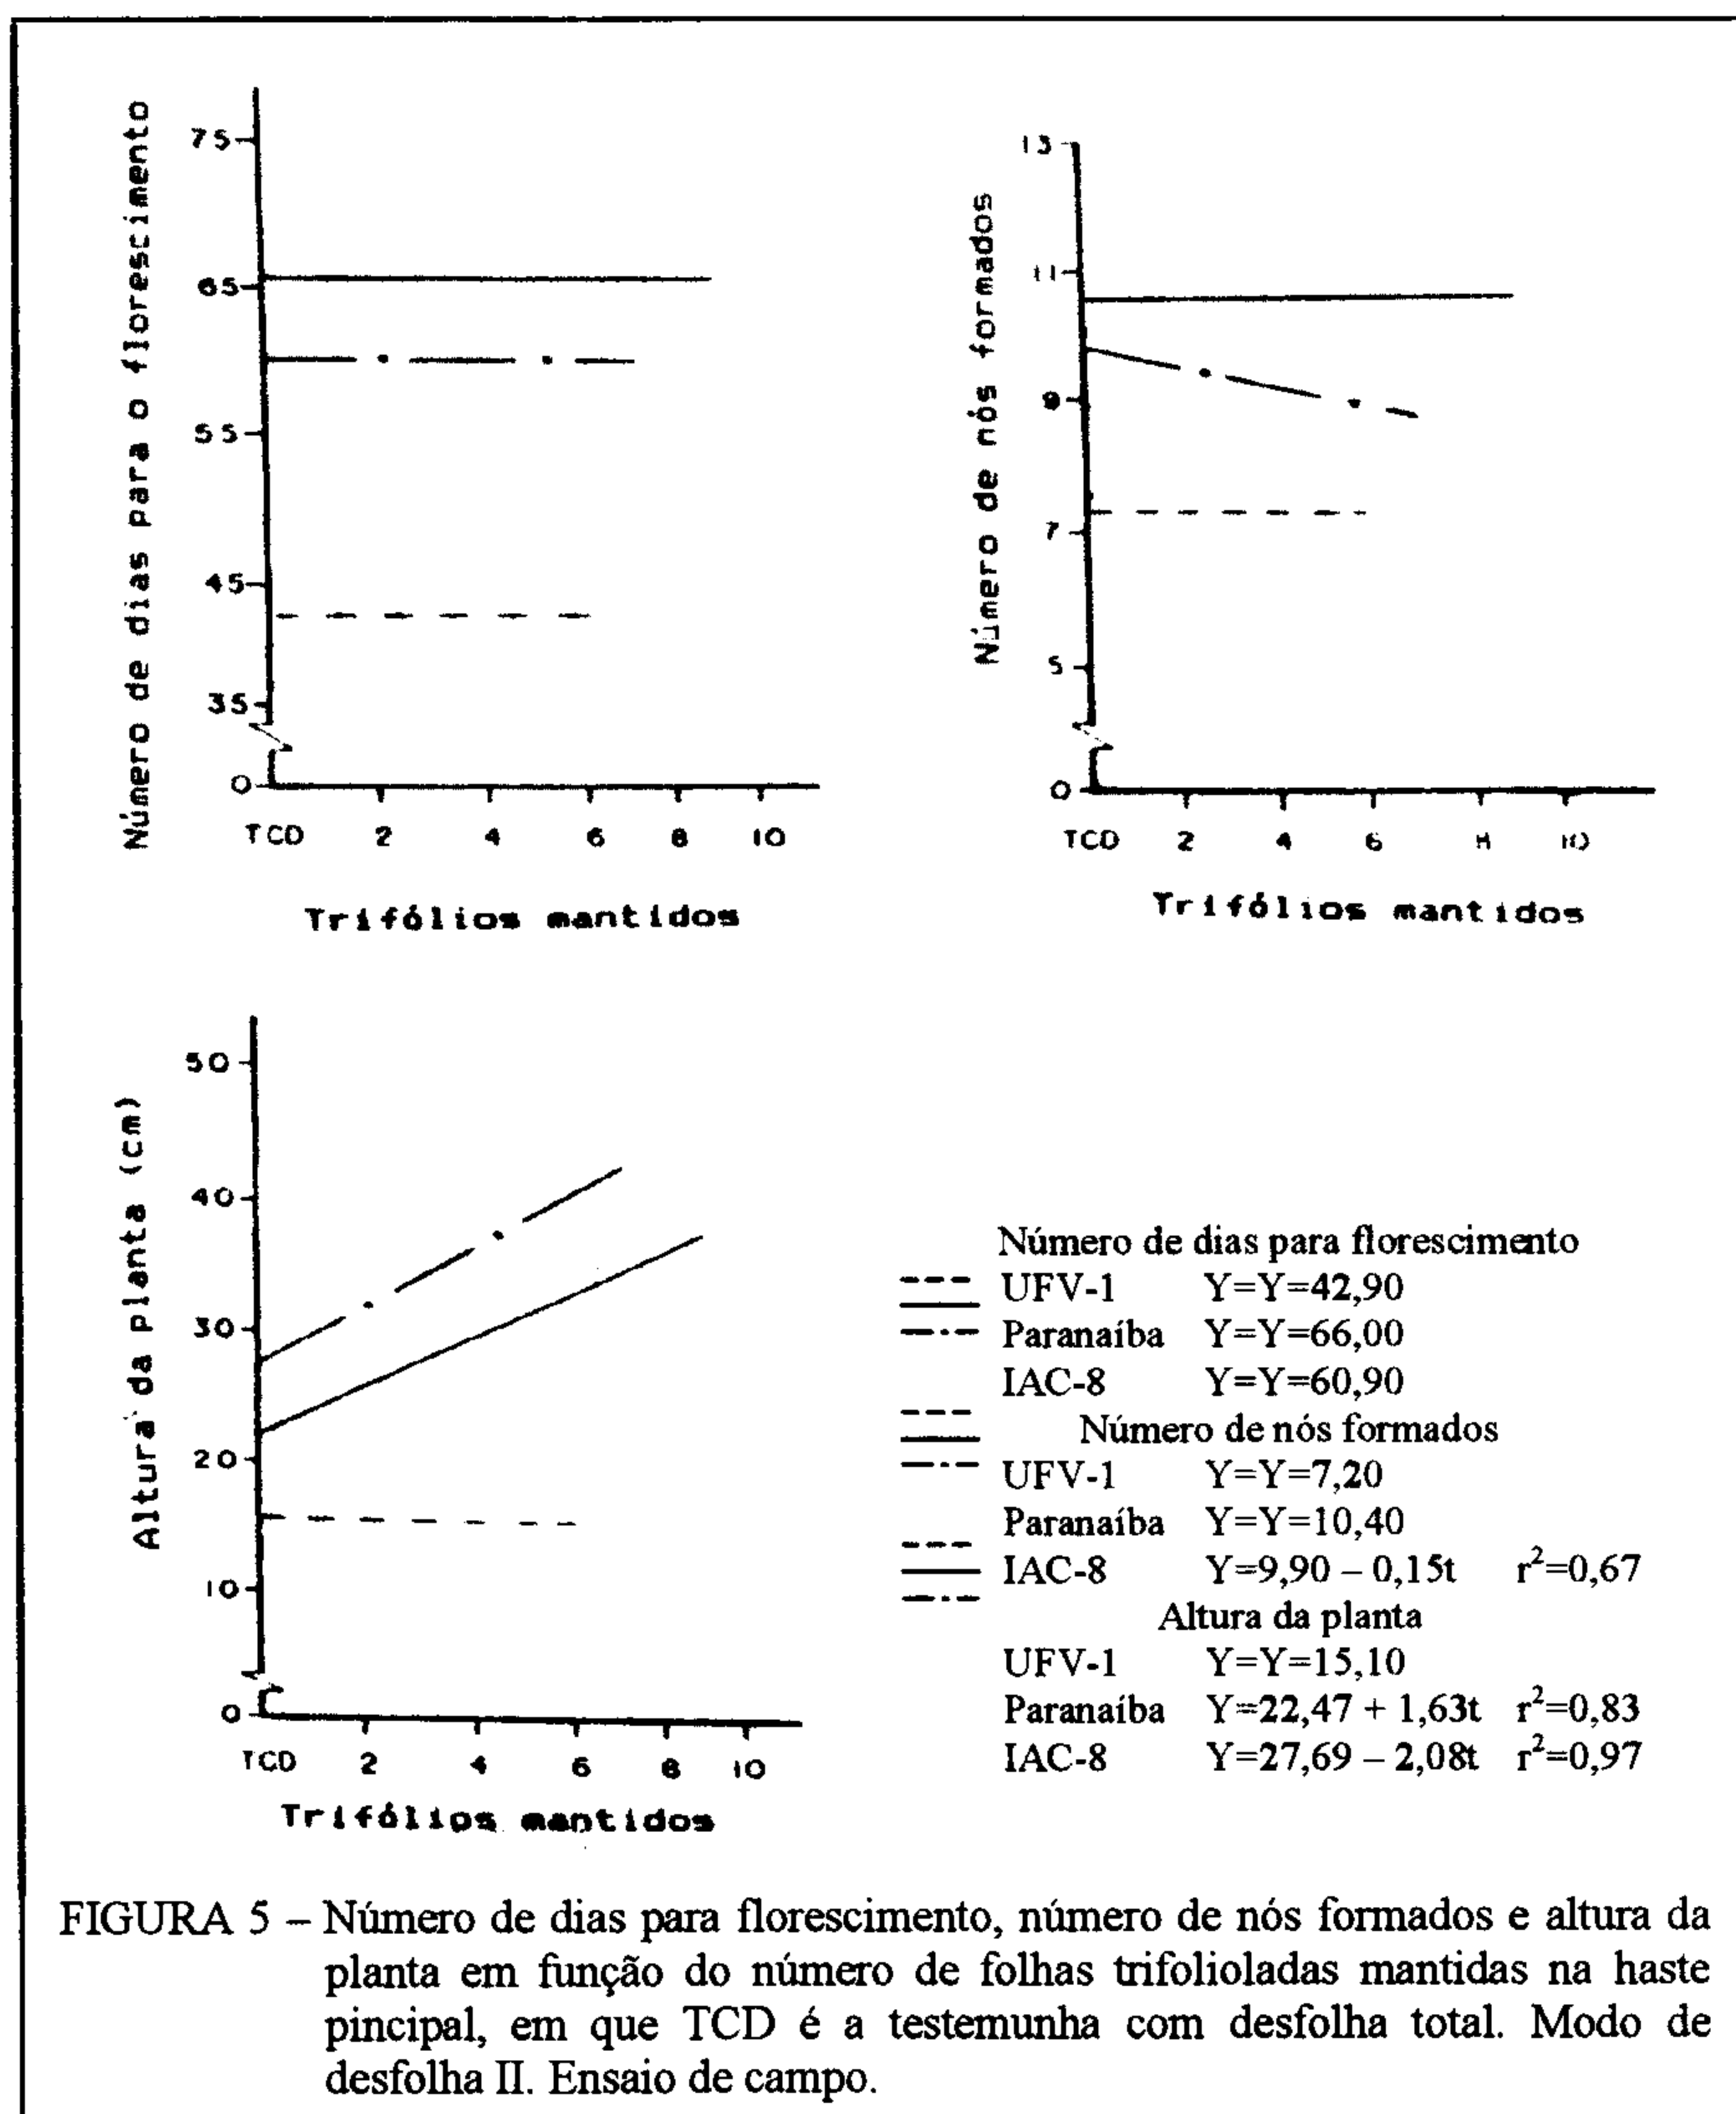 Número de dias para o florescimento
75
65
55
45
35
0
TCD 2 4 6 8 10
Trifólios mantidos
Número de nós formados
13
11
9
7
5
0
TCD 2 4 6 8 10
Trifólios mantidos
Altura da planta (cm)
50
40
30
20
10
0
TCD 2 4 6 8 10
Trifólios mantidos
Número de dias para florescimento
UFV-1 Y=Y=42,90
Paranaíba Y=Y=66,00
IAC-8 Y=Y=60,90
Número de nós formados
UFV-1 Y=Y=7,20
Paranaíba Y=Y=10,40
IAC-8 Y=9,90 – 0,15t r²=0,67
Altura da planta
UFV-1 Y=Y=15,10
Paranaíba Y=22,47 + 1,63t r²=0,83
IAC-8 Y=27,69 – 2,08t r²=0,97
FIGURA 5 – Número de dias para florescimento, número de nós formados e altura da
planta em função do número de folhas trifolioladas mantidas na haste
pincipal, em que TCD é a testemunha com desfolha total. Modo de
desfolha II. Ensaio de campo.